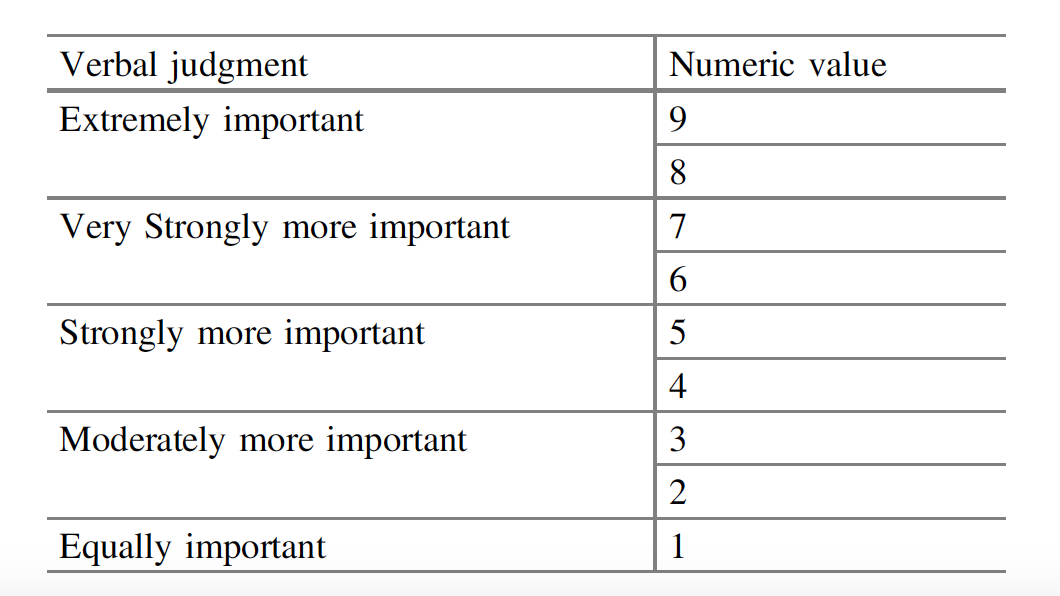 Verbal judgment Numeric value
Extremely important 9
8
Very Strongly more important 7
6
Strongly more important 5
4
Moderately more important 3
2
Equally important 1